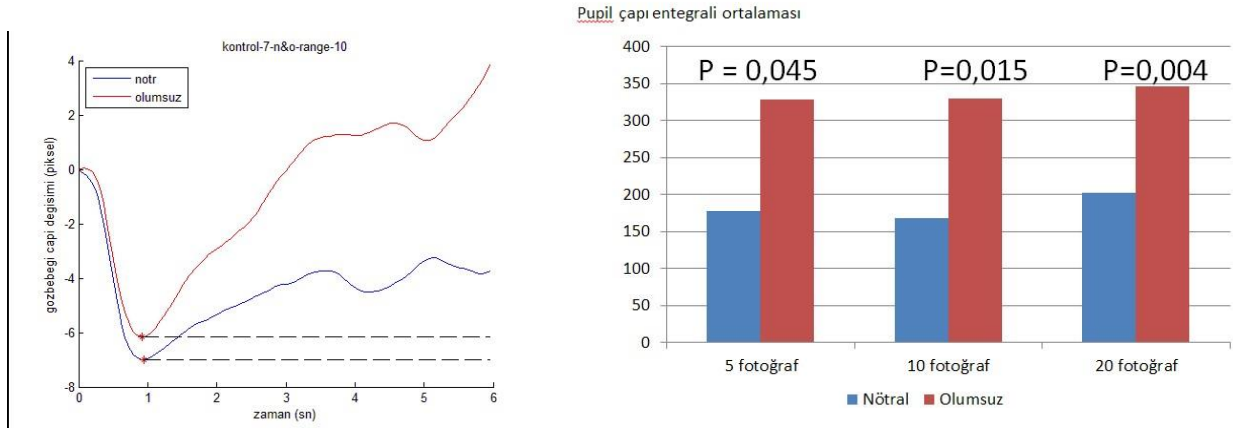 Pupil çapı entegrali ortalaması
kontrol-7-n&o-range-10
notr
olumsuz
gozbebegi capi degisimi (piksel)
4
2
0
-2
-4
-6
-8
0 1 2 3 4 5 6
zaman (sn)
400
350
300
250
200
150
100
50
0
P = 0,045 P=0,015 P=0,004
5 fotoğraf 10 fotoğraf 20 fotoğraf
Nötral Olumsuz